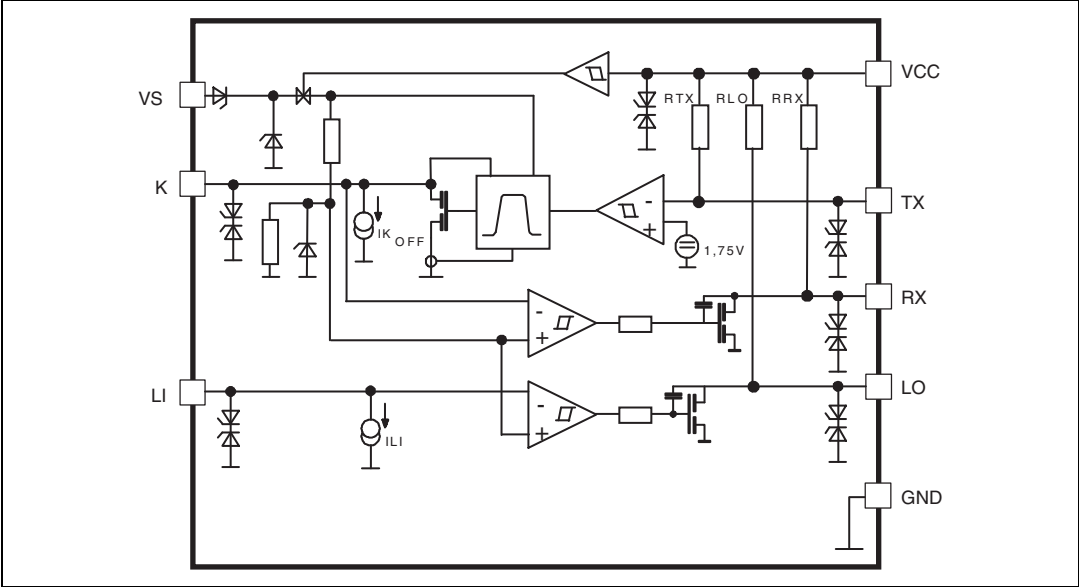 VS
VCC
RTX RLO RRX
K
TX
IK
OFF
-
+
1,75V
RX
-
+
LI
LO
-
+
ILI
GND